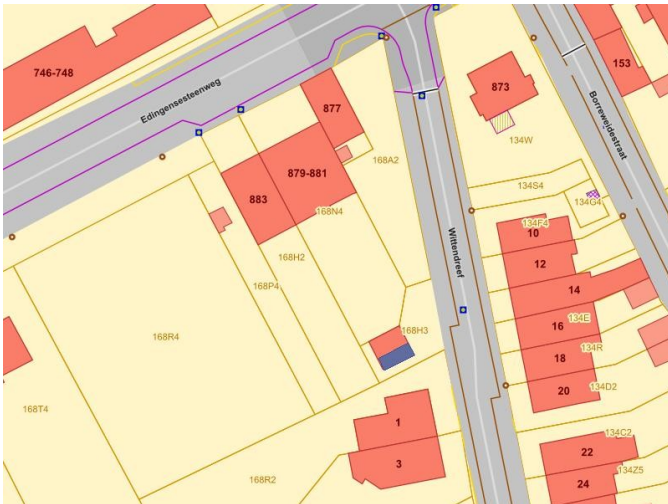 746-748
Edingensesteenweg
877
873
153
Borreweidestraat
134W
168A2
879-881
883
168N4
134S4
134G4
134F4
10
Wittendreef
168H2
12
168P4
14
134E
16
168R4
168H3
134R
18
134D2
20
168T4
1
134C2
22
3
134Z5
168R2
24